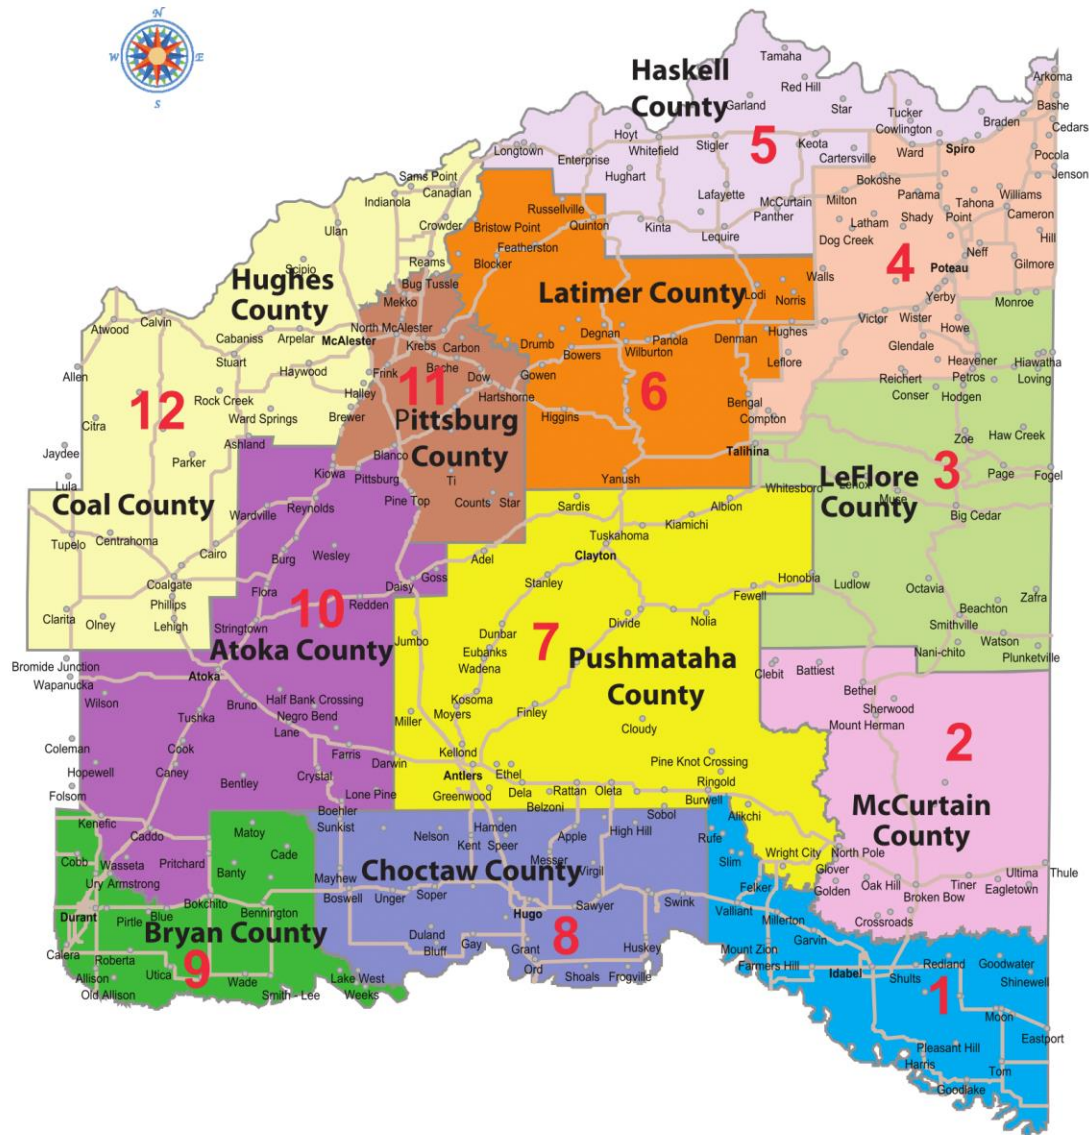 N
W
E
S
Haskell
County
5
Tamaha
Red Hill
Garland
Star
Tucker
Cowlington
Braden
Arkoma
Bashe
Cedars
Pocola
Jenson
Hoyt
Whitefield
Stigler
Keota
Cartersville
Ward
Spiro
Longtown
Enterprise
Hughart
Lafayette
McCurtain
Panther
Kinta
Lequire
Bokoshe
Milton
Panama
Tahona
Williams
Latham
Shady
Point
Cameron
Dog Creek
Hill
Neff
Gilmore
4
Poteau
Walls
Yerby
Victor
Wister
Howe
Monroe
Glendale
Heavener
Hiawatha
Reichert
Petros
Loving
Conser
Hodgen
Leflore
Compton
Sams Point
Canadian
Indianola
Crowder
Ulan
Scipio
Reams
Bug Tussle
Hughes
County
Mekko
Atwood
Calvin
Cabaniss
Arpelar
McAlester
North McAlester
Stuart
Haywood
Allen
12
Rock Creek
Ward Springs
Citra
Ashland
Jaydee
Parker
Lula
Coal County
Tupelo
Centrahoma
Cairo
Coalgate
Phillips
Clarita
Olney
Lehigh
Russellville
Bristow Point
Quinton
Featherston
Blocker
Latimer County
Lodi
Norris
Degnan
Panola
Denman
Hughes
Drumb
Bowers
Wilburton
Gowen
6
Higgins
Bengal
Talihina
Yanush
Krebs
Carbon
Frink
Bache
11
Dow
Halley
Hartshorne
Brewer
Pittsburg
County
Blanco
Ti
Counts
Star
Kiowa
Pittsburg
Pine Top
Wardville
Reynolds
Burg
Wesley
Flora
Daisy
Goss
10
Redden
Stringtown
Atoka County
Bromide Junction
Wapanucka
Atoka
Wilson
Bruno
Half Bank Crossing
Negro Bend
Tushka
Lane
Coleman
Cook
Farris
Darwin
Hopewell
Caney
Bentley
Crystal
Folsom
Lone Pine
Boehler
Kenefic
Caddo
Wasseta
Pritchard
Ury Armstrong
Sardis
Albion
Whitesboro
Kiamichi
Tuskahoma
Clayton
Adel
Stanley
Honobia
Fewell
Jumbo
Dunbar
Divide
Nolia
7
Eubanks
Wadena
Pushmataha
County
Kosoma
Miller
Moyers
Finley
Cloudy
Kellond
Pine Knot Crossing
Antlers
Ethel
Ringold
Greenwood
Dela
Rattan
Oleta
Burwell
Belzoni
Sobol
Alikchi
Wright City
LeFlore
County
3
Zoe
Haw Creek
Lenox
Muse
Page
Fogel
Big Cedar
Ludlow
Octavia
Beachton
Zafra
Smithville
Watson
Nani-chito
Plunketville
Clebit
Battiest
Bethel
Sherwood
Mount Herman
2
McCurtain
County
North Pole
Glover
Golden
Oak Hill
Tiner
Ultima
Thule
Eagletown
Broken Bow
Crossroads
Cobb
Matoy
Cade
Banty
Durant
Pirtle
Blue
Bokchito
Bennington
Bryan County
Calera
Roberta
9
Allison
Utica
Wade
Old Allison
Smith - Lee
Lake West
Weeks
Sunkist
Nelson
Hamden
Kent
Speer
Apple
High Hill
Choctaw County
Messer
Virgil
Mayhew
Boswell
Unger
Soper
Hugo
Sawyer
Swink
Duland
Bluff
Gay
Grant
8
Huskey
Ord
Shoals
Frogville
Rufe
Slim
Felker
Valliant
Millerton
Garvin
Mount Zion
Farmers Hill
Idabel
Shults
Redland
Goodwater
Shinewell
1
Moon
Eastport
Pleasant Hill
Harris
Tom
Goodlake